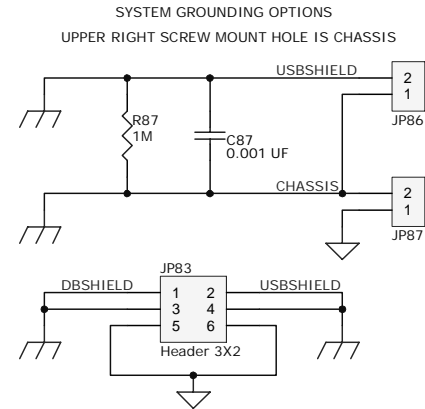 SYSTEM GROUNDING OPTIONS
UPPER RIGHT SCREW MOUNT HOLE IS CHASSIS
USBSHIELD
2
1
JP86
R87
1M
C87
0.001 UF
CHASSIS
2
1
JP87
JP83
DBSHIELD
1 2
USBSHIELD
3 4
5 6
Header 3X2